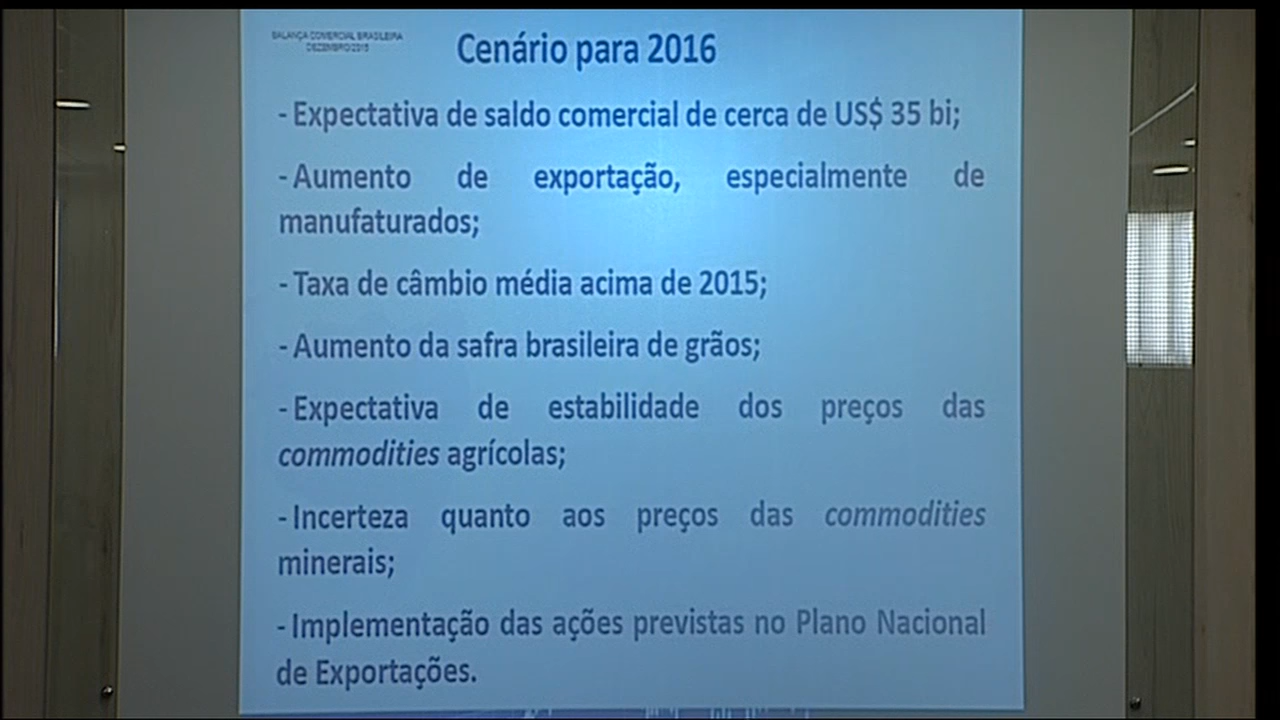 BALANÇA COMERCIAL BRASILEIRA
DEZEMBRO/2015
Cenário para 2016
- Expectativa de saldo comercial de cerca de US$ 35 bi;
- Aumento de exportação, especialmente de
manufaturados;
- Taxa de câmbio média acima de 2015;
- Aumento da safra brasileira de grãos;
- Expectativa de estabilidade dos preços das
commodities agrícolas;
- Incerteza quanto aos preços das commodities
minerais;
- Implementação das ações previstas no Plano Nacional
de Exportações.